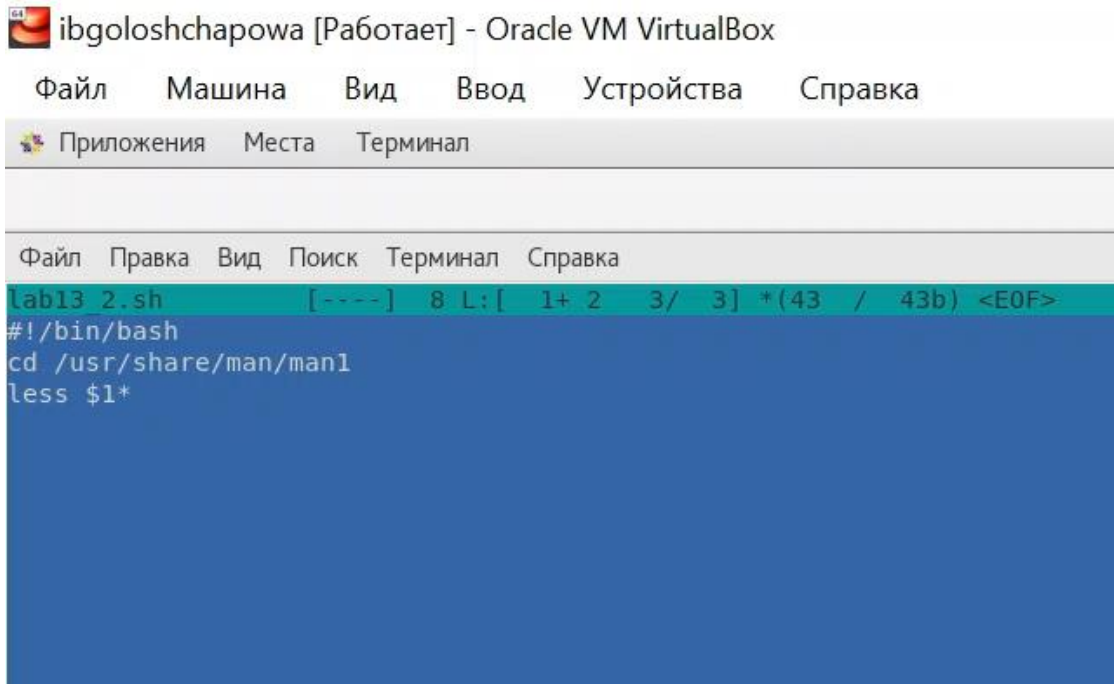 64
ibgoloshchapowa [Работает] - Oracle VM VirtualBox
Файл Машина Вид Ввод Устройства Справка
Приложения Места Терминал
Файл Правка Вид Поиск Терминал Справка
lab13_2.sh [----] 8 L:[ 1+ 2 3/ 3] *(43 / 43b) <EOF>
#!/bin/bash
cd /usr/share/man/man1
less $1*